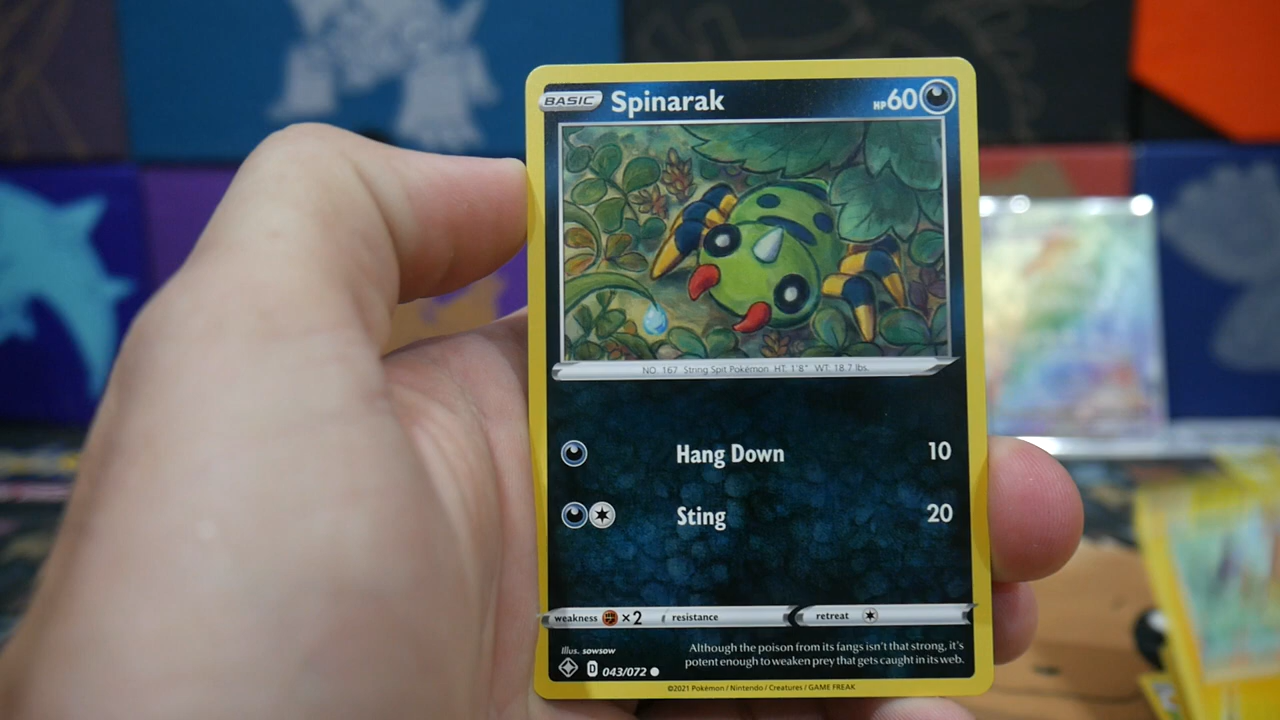 BASIC Spinarak HP 60
NO. 167 String Spit Pokémon HT: 1'8" WT: 18.7 lbs.
Hang Down 10
Sting 20
weakness ×2 resistance retreat
Illus. sowsow
Although the poison from its fangs isn't that strong, it's
potent enough to weaken prey that gets caught in its web.
D 043/072
©2021 Pokémon / Nintendo / Creatures / GAME FREAK